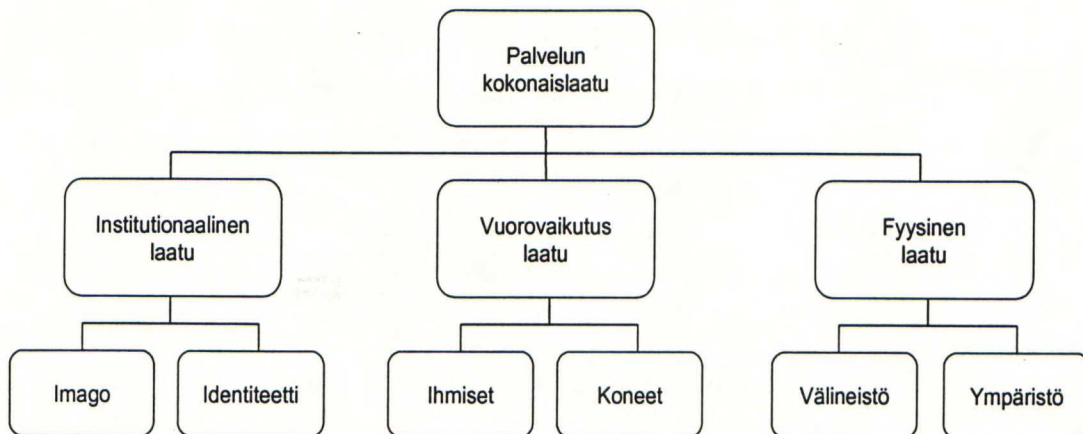 Palvelun
kokonaislaatu
Institutionaalinen
laatu
Vuorovaikutus
laatu
Fyysinen
laatu
Imago
Identiteetti
Ihmiset
Koneet
Välineistö
Ympäristö